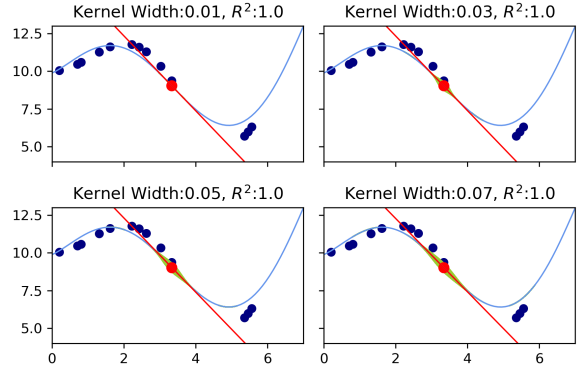 Kernel Width:0.01, R²:1.0
Kernel Width:0.03, R²:1.0
12.5
10.0
7.5
5.0
Kernel Width:0.05, R²:1.0
Kernel Width:0.07, R²:1.0
12.5
10.0
7.5
5.0
0 2 4 6
0 2 4 6